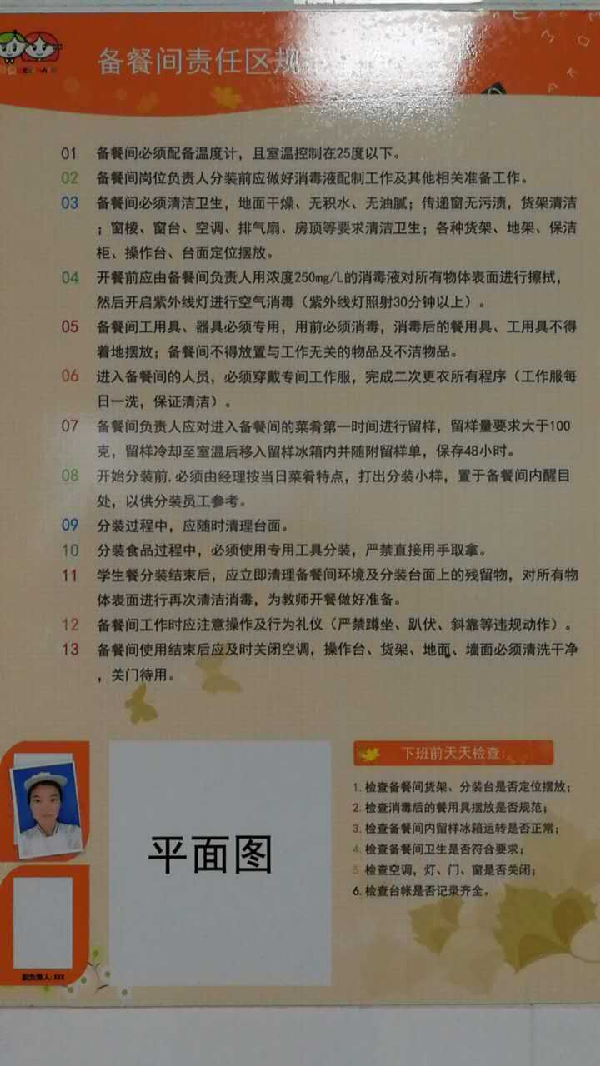 备餐间责任区规
01 备餐间必须配备温度计，且室温控制在25度以下。
02 备餐间岗位负责人分装前应做好消毒液配制工作及其他相关准备工作。
03 备餐间必须清洁卫生，地面干燥、无积水、无油腻；传递窗无污渍，货架清洁
；窗棱、窗台、空调、排气扇、房顶等要求清洁卫生；各种货架、地架、保洁
柜、操作台、台面定位摆放。
04 开餐前应由备餐间负责人用浓度250mg/L的消毒液对所有物体表面进行擦拭，
然后开启紫外线灯进行空气消毒（紫外线灯照射30分钟以上）。
05 备餐间工用具、器具必须专用，用前必须消毒，消毒后的餐用具、工用具不得
着地摆放；备餐间不得放置与工作无关的物品及不洁物品。
06 进入备餐间的人员，必须穿戴专间工作服，完成二次更衣所有程序（工作服每
日一洗，保证清洁）。
07 备餐间负责人应对进入备餐间的菜肴第一时间进行留样，留样量要求大于100
克，留样冷却至室温后移入留样冰箱内并随附留样单，保存48小时。
08 开始分装前，必须由经理按当日菜肴特点，打出分装小样，置于备餐间内醒目
处，以供分装员工参考。
09 分装过程中，应随时清理台面。
10 分装食品过程中，必须使用专用工具分装，严禁直接用手取拿。
11 学生餐分装结束后，应立即清理备餐间环境及分装台面上的残留物，对所有物
体表面进行再次清洁消毒，为教师开餐做好准备。
12 备餐间工作时应注意操作及行为礼仪（严禁蹲坐、趴伏、斜靠等违规动作）。
13 备餐间使用结束后应及时关闭空调，操作台、货架、地面、墙面必须清洗干净
，关门待用。
下班前天天检查：
1. 检查备餐间货架、分装台是否定位摆放；
2. 检查消毒后的餐用具摆放是否规范；
3. 检查备餐间内留样冰箱运转是否正常；
4. 检查备餐间卫生是否符合要求；
5 检查空调，灯、门、窗是否关闭；
6. 检查台帐是否记录齐全。
平面图